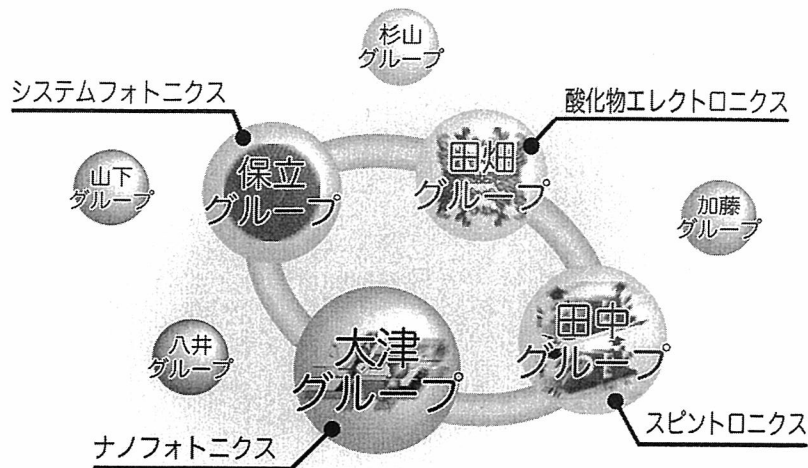 杉山
グループ
システムフォトニクス
酸化物エレクトロニクス
保立
グループ
田畑
グループ
山下
グループ
加藤
グループ
田中
グループ
大津
グループ
八井
グループ
スピントロニクス
ナノフォトニクス